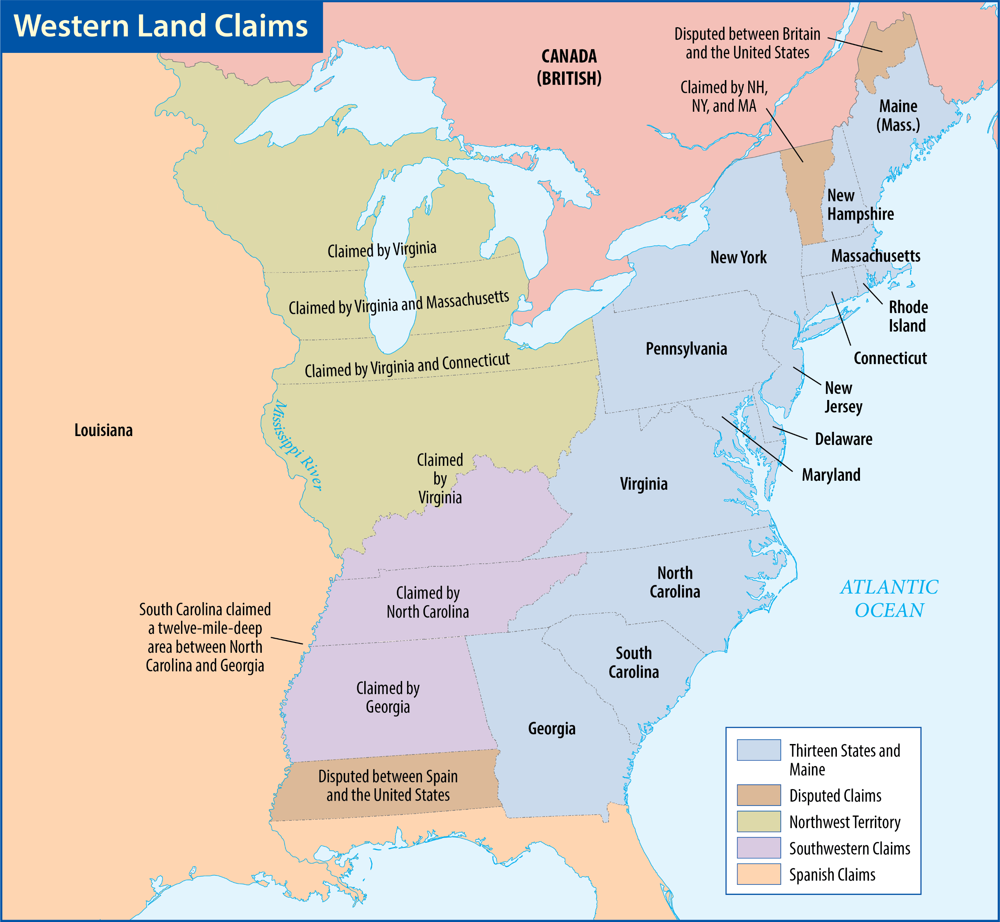 Western Land Claims
CANADA
(BRITISH)
Disputed between Britain
and the United States
Claimed by NH,
NY, and MA
Maine
(Mass.)
New
Hampshire
New York
Massachusetts
Rhode
Island
Connecticut
Pennsylvania
New
Jersey
Delaware
Maryland
Virginia
Claimed by Virginia
Claimed by Virginia and Massachusetts
Claimed by Virginia and Connecticut
Louisiana
Mississippi River
Claimed
by
Virginia
North
Carolina
ATLANTIC
OCEAN
Claimed by
North Carolina
South Carolina claimed
a twelve-mile-deep
area between North
Carolina and Georgia
South
Carolina
Claimed by
Georgia
Georgia
Disputed between Spain
and the United States
Thirteen States and
Maine
Disputed Claims
Northwest Territory
Southwestern Claims
Spanish Claims